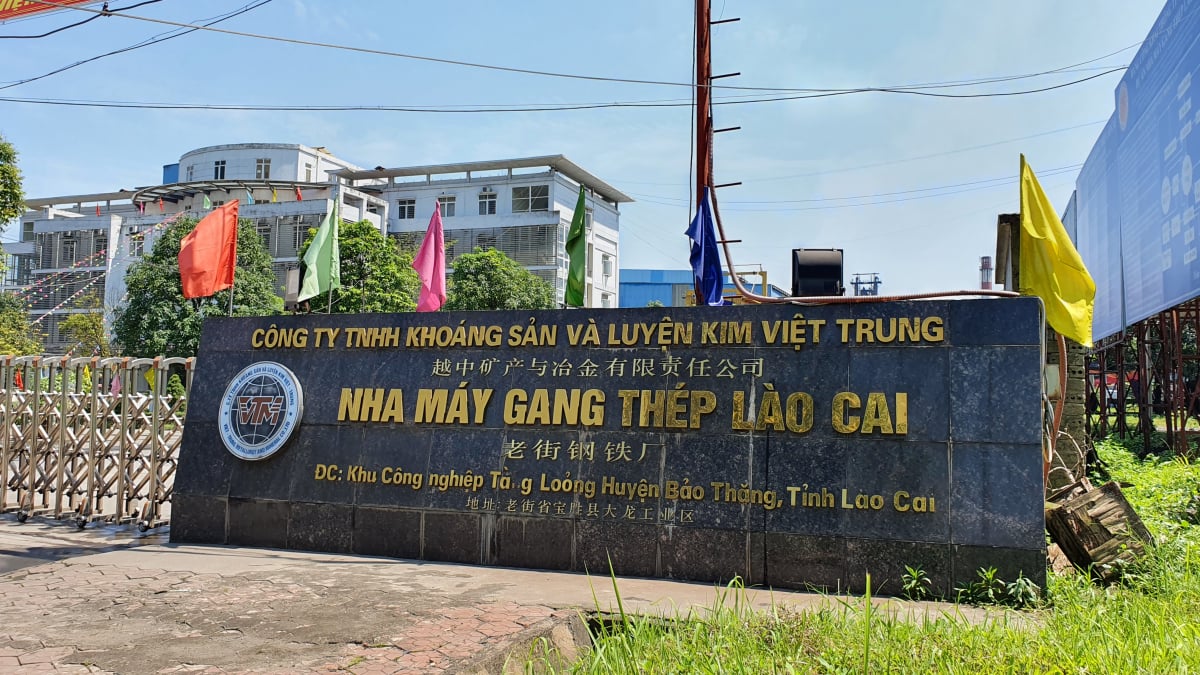 CÔNG TY TNHH KHOÁNG SẢN VÀ LUYỆN KIM VIỆT TRUNG
越中矿产与冶金有限责任公司
VTM
NHA MÁY GANG THÉP LÀO CAI
老街钢铁厂
ĐC: Khu Công nghiệp Tằ g Loỏng Huyện Bảo Thắng, Tỉnh Lào Cai
地址:老街省宝胜县大龙工业区